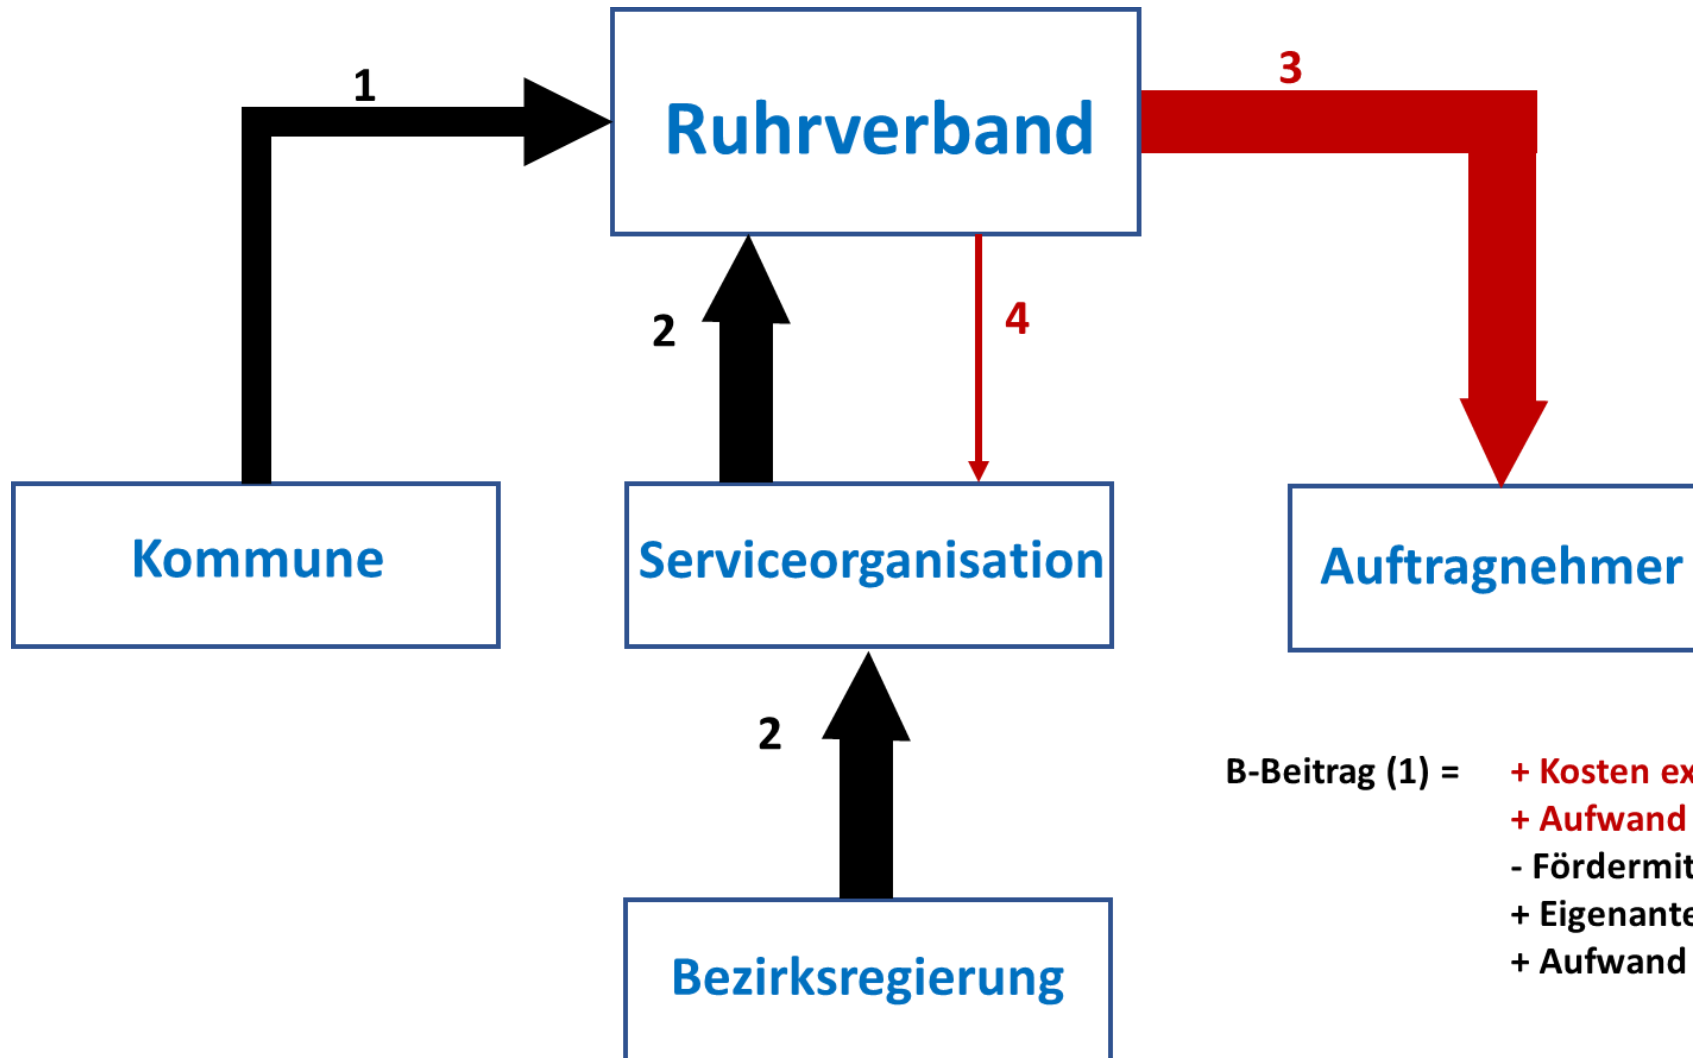 1
Ruhrverband
3
2
4
Kommune
Serviceorganisation
Auftragnehmer
2
B-Beitrag (1) =
+ Kosten
+ Aufwand
-
+
+ Aufwand
Bezirksregierung